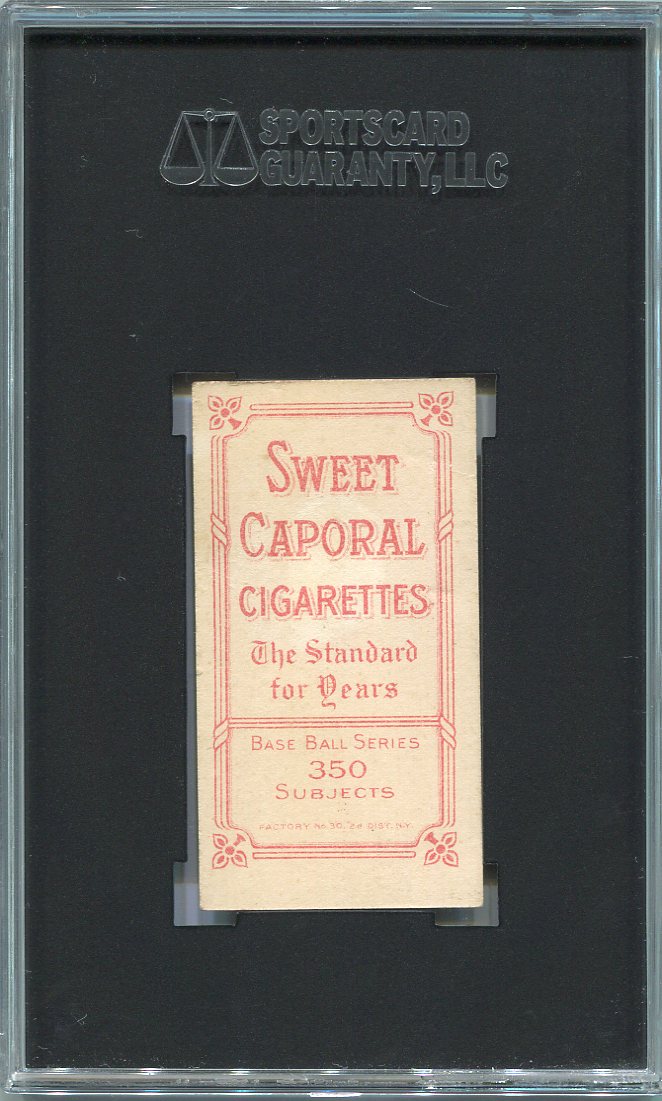 SPORTSCARD
GUARANTY, LLC
SWEET
CAPORAL
CIGARETTES
The Standard
for Years
BASE BALL SERIES
350
SUBJECTS
FACTORY No. 30, 2d DIST. N.Y.